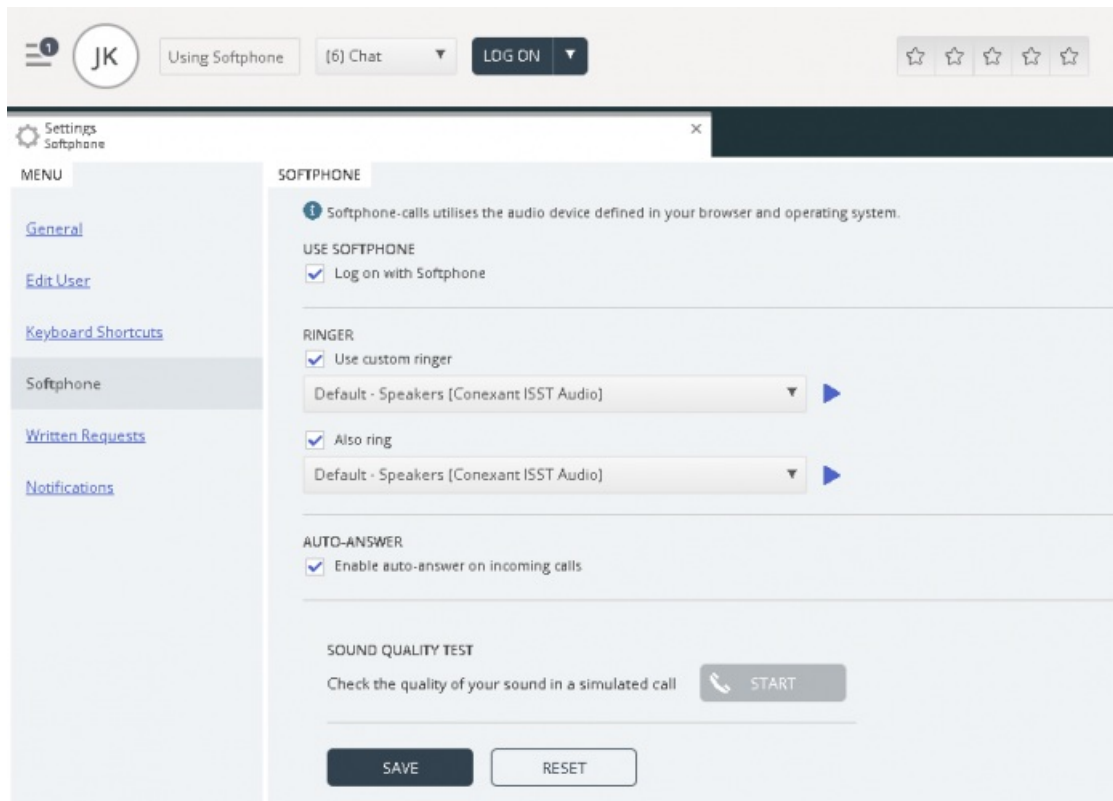 1
JK
Using Softphone
(6) Chat
LOG ON
Settings
Softphone
MENU
General
Edit User
Keyboard Shortcuts
Softphone
Written Requests
Notifications
SOFTPHONE
Softphone-calls utilises the audio device defined in your browser and operating system.
USE SOFTPHONE
Log on with Softphone
RINGER
Use custom ringer
Default - Speakers [Conexant ISST Audio]
Also ring
Default - Speakers [Conexant ISST Audio]
AUTO-ANSWER
Enable auto-answer on incoming calls
SOUND QUALITY TEST
Check the quality of your sound in a simulated call
START
SAVE
RESET